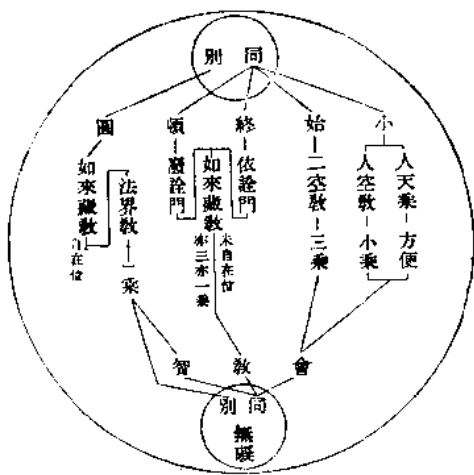 同
別
小
人天乘—方便
人空教—小乘
始—二空教—三乘
終—依詮門
如來藏教
未自在位
亦三亦一乘
頓—廢詮門
圓
法界教—一乘
如來藏教
自在位
會
教
智
同
別
無礙